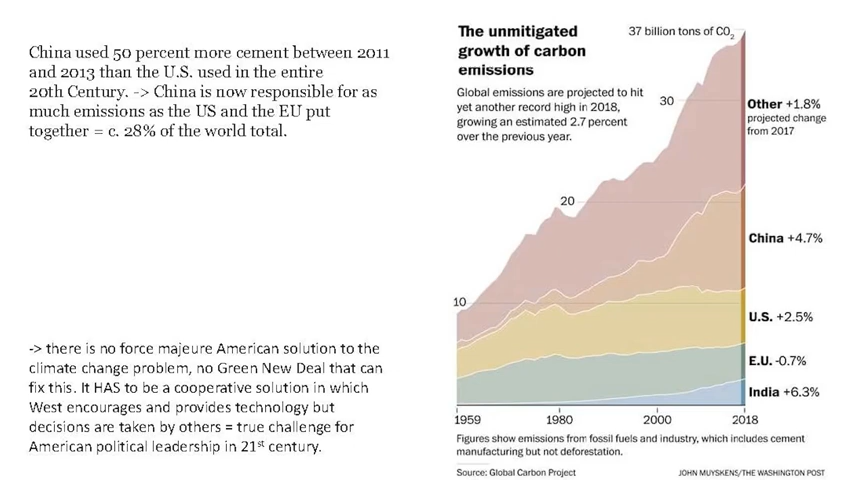 China used 50 percent more cement between 2011
and 2013 than the U.S. used in the entire
20th Century. -> China is now responsible for as
much emissions as the US and the EU put
together = c. 28% of the world total.
-> there is no force majeure American solution to the
climate change problem, no Green New Deal that can
fix this. It HAS to be a cooperative solution in which
West encourages and provides technology but
decisions are taken by others = true challenge for
American political leadership in 21st century.
The unmitigated
growth of carbon
emissions
Global emissions are projected to hit
yet another record high in 2018,
growing an estimated 2.7 percent
over the previous year.
37 billion tons of CO2
30
20
10
Other +1.8%
projected change
from 2017
China +4.7%
U.S. +2.5%
E.U. -0.7%
India +6.3%
1959 1980 2000 2018
Figures show emissions from fossil fuels and industry, which includes cement
manufacturing but not deforestation.
Source: Global Carbon Project JOHN MUYSKENS/THE WASHINGTON POST